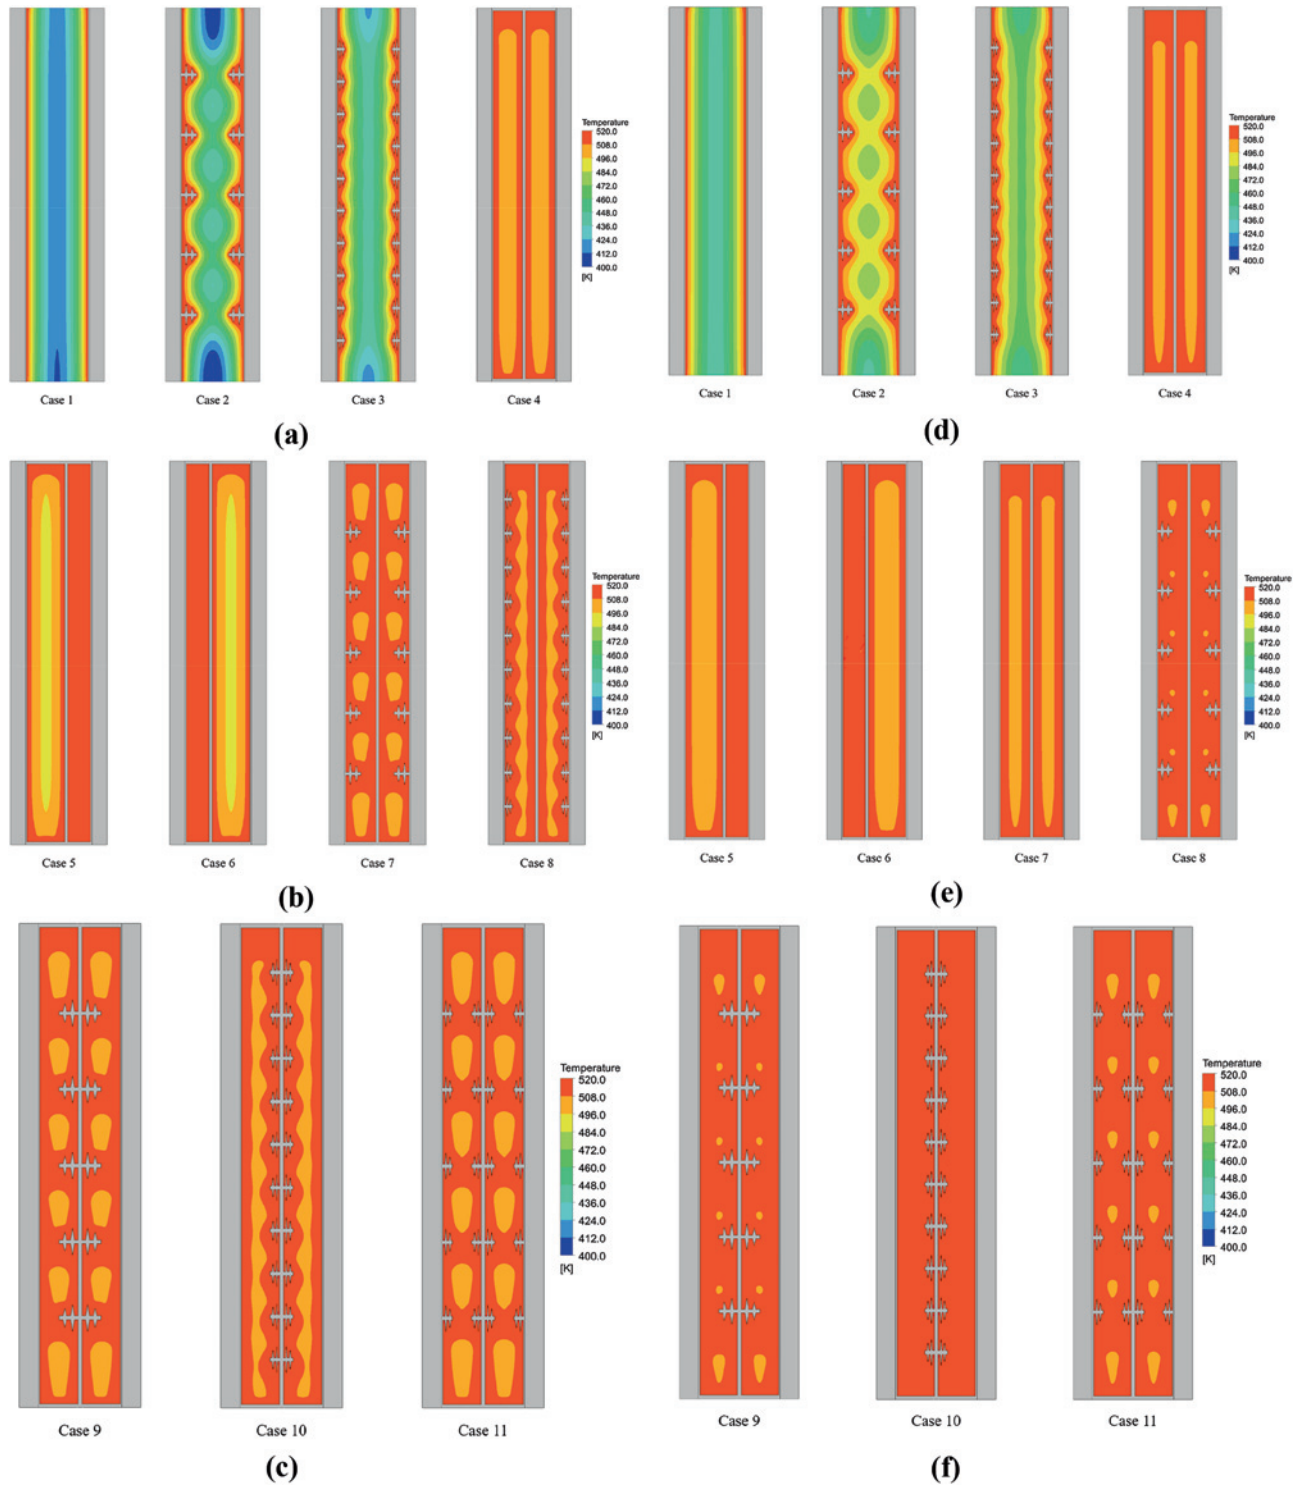 Temperature
520.0
508.0
496.0
484.0
472.0
460.0
448.0
436.0
424.0
412.0
400.0
[K]
Case 1
Case 2
Case 3
Case 4
(a)
Temperature
520.0
508.0
496.0
484.0
472.0
460.0
448.0
436.0
424.0
412.0
400.0
[K]
Case 1
Case 2
Case 3
Case 4
(d)
Temperature
520.0
508.0
496.0
484.0
472.0
460.0
448.0
436.0
424.0
412.0
400.0
[K]
Case 5
Case 6
Case 7
Case 8
(b)
Temperature
520.0
508.0
496.0
484.0
472.0
460.0
448.0
436.0
424.0
412.0
400.0
[K]
Case 5
Case 6
Case 7
Case 8
(e)
Temperature
520.0
508.0
496.0
484.0
472.0
460.0
448.0
436.0
424.0
412.0
400.0
[K]
Case 9
Case 10
Case 11
(c)
Temperature
520.0
508.0
496.0
484.0
472.0
460.0
448.0
436.0
424.0
412.0
400.0
[K]
Case 9
Case 10
Case 11
(f)